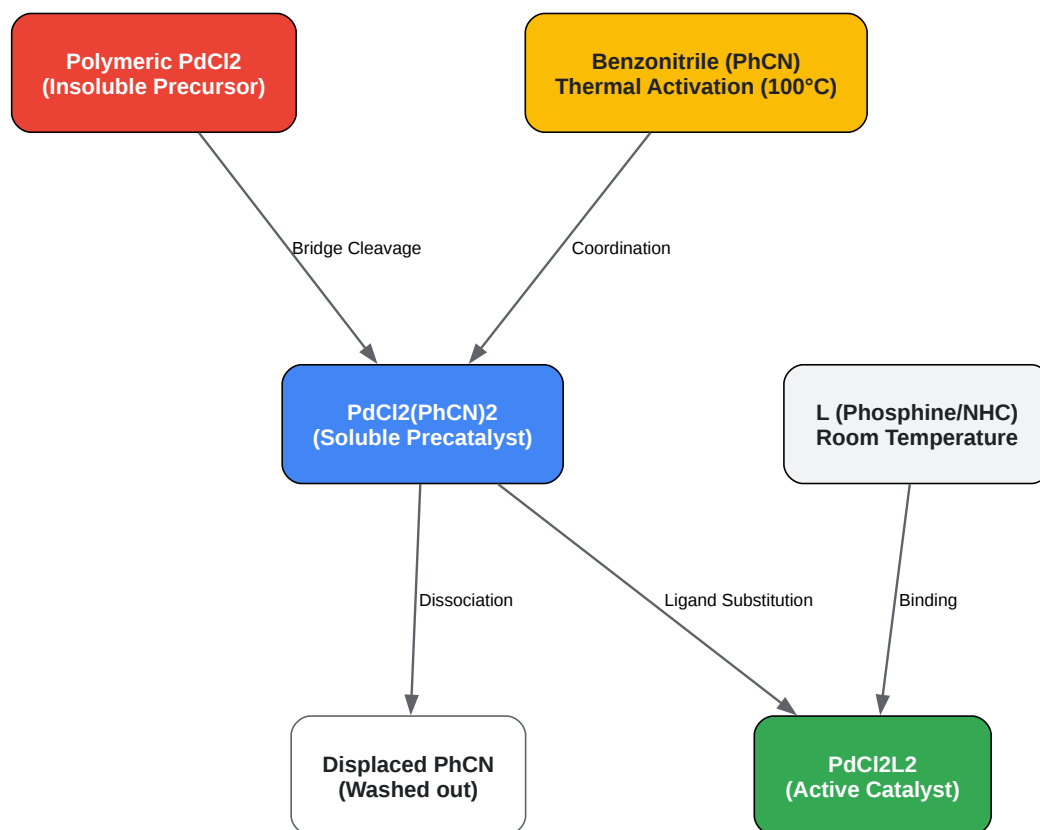 Polymeric PdCl2
(Insoluble Precursor)
Benzonitrile (PhCN)
Thermal Activation (100°C)
Bridge Cleavage
Coordination
PdCl2(PhCN)2
(Soluble Precatalyst)
L (Phosphine/NHC)
Room Temperature
Dissociation
Ligand Substitution
Binding
Displaced PhCN
(Washed out)
PdCl2L2
(Active Catalyst)